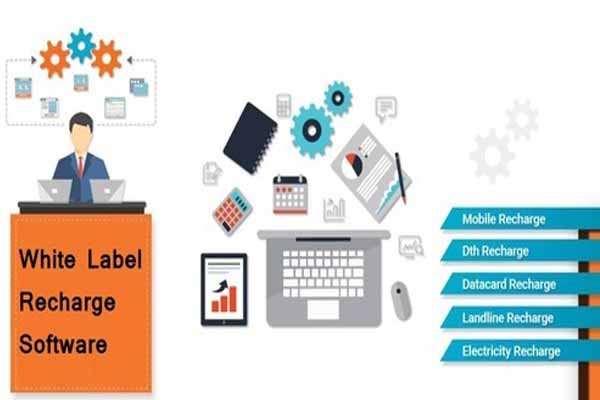 White Label
Recharge
Software
Mobile Recharge
Dth Recharge
Datacard Recharge
Landline Recharge
Electricity Recharge